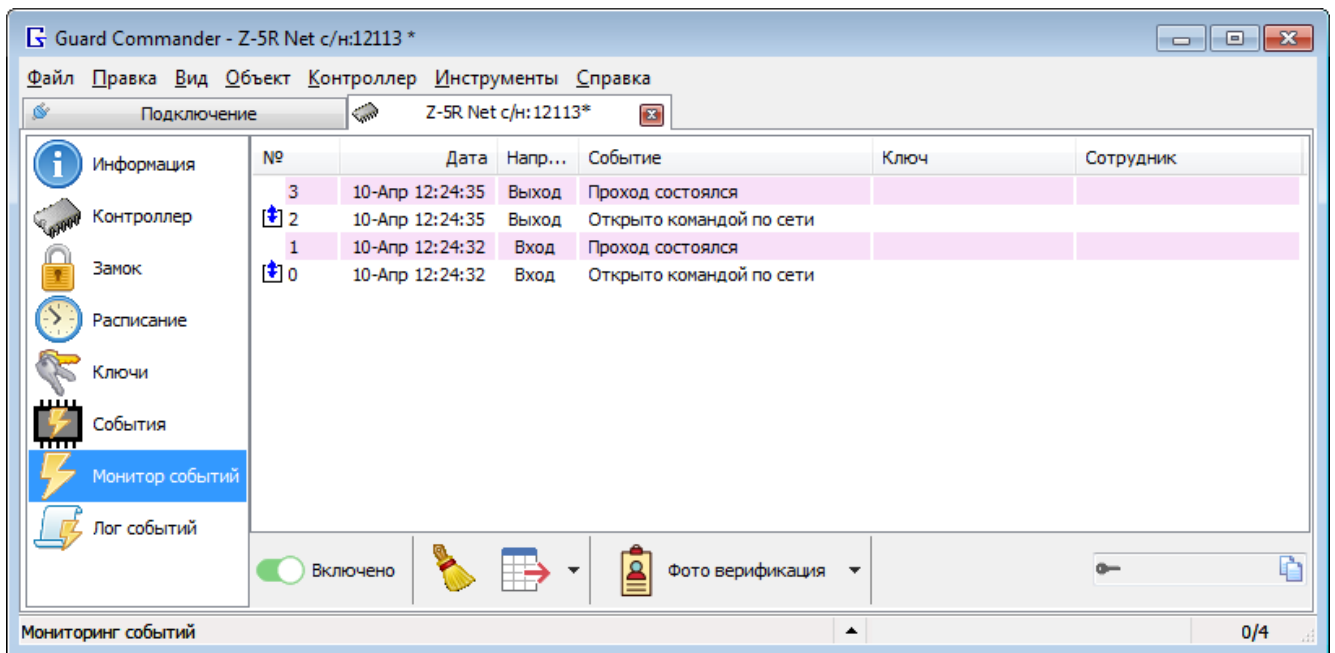 Guard Commander - Z-5R Net с/н:12113 *
Файл Правка Вид Объект Контроллер Инструменты Справка
Подключение Z-5R Net с/н:12113*
Информация
Контроллер
Замок
Расписание
Ключи
События
Монитор событий
Лог событий
№ Дата Напр... Событие Ключ Сотрудник
3 10-Апр 12:24:35 Выход Проход состоялся
2 10-Апр 12:24:35 Выход Открыто командой по сети
1 10-Апр 12:24:32 Вход Проход состоялся
0 10-Апр 12:24:32 Вход Открыто командой по сети
Включено Фото верификация
Мониторинг событий 0/4